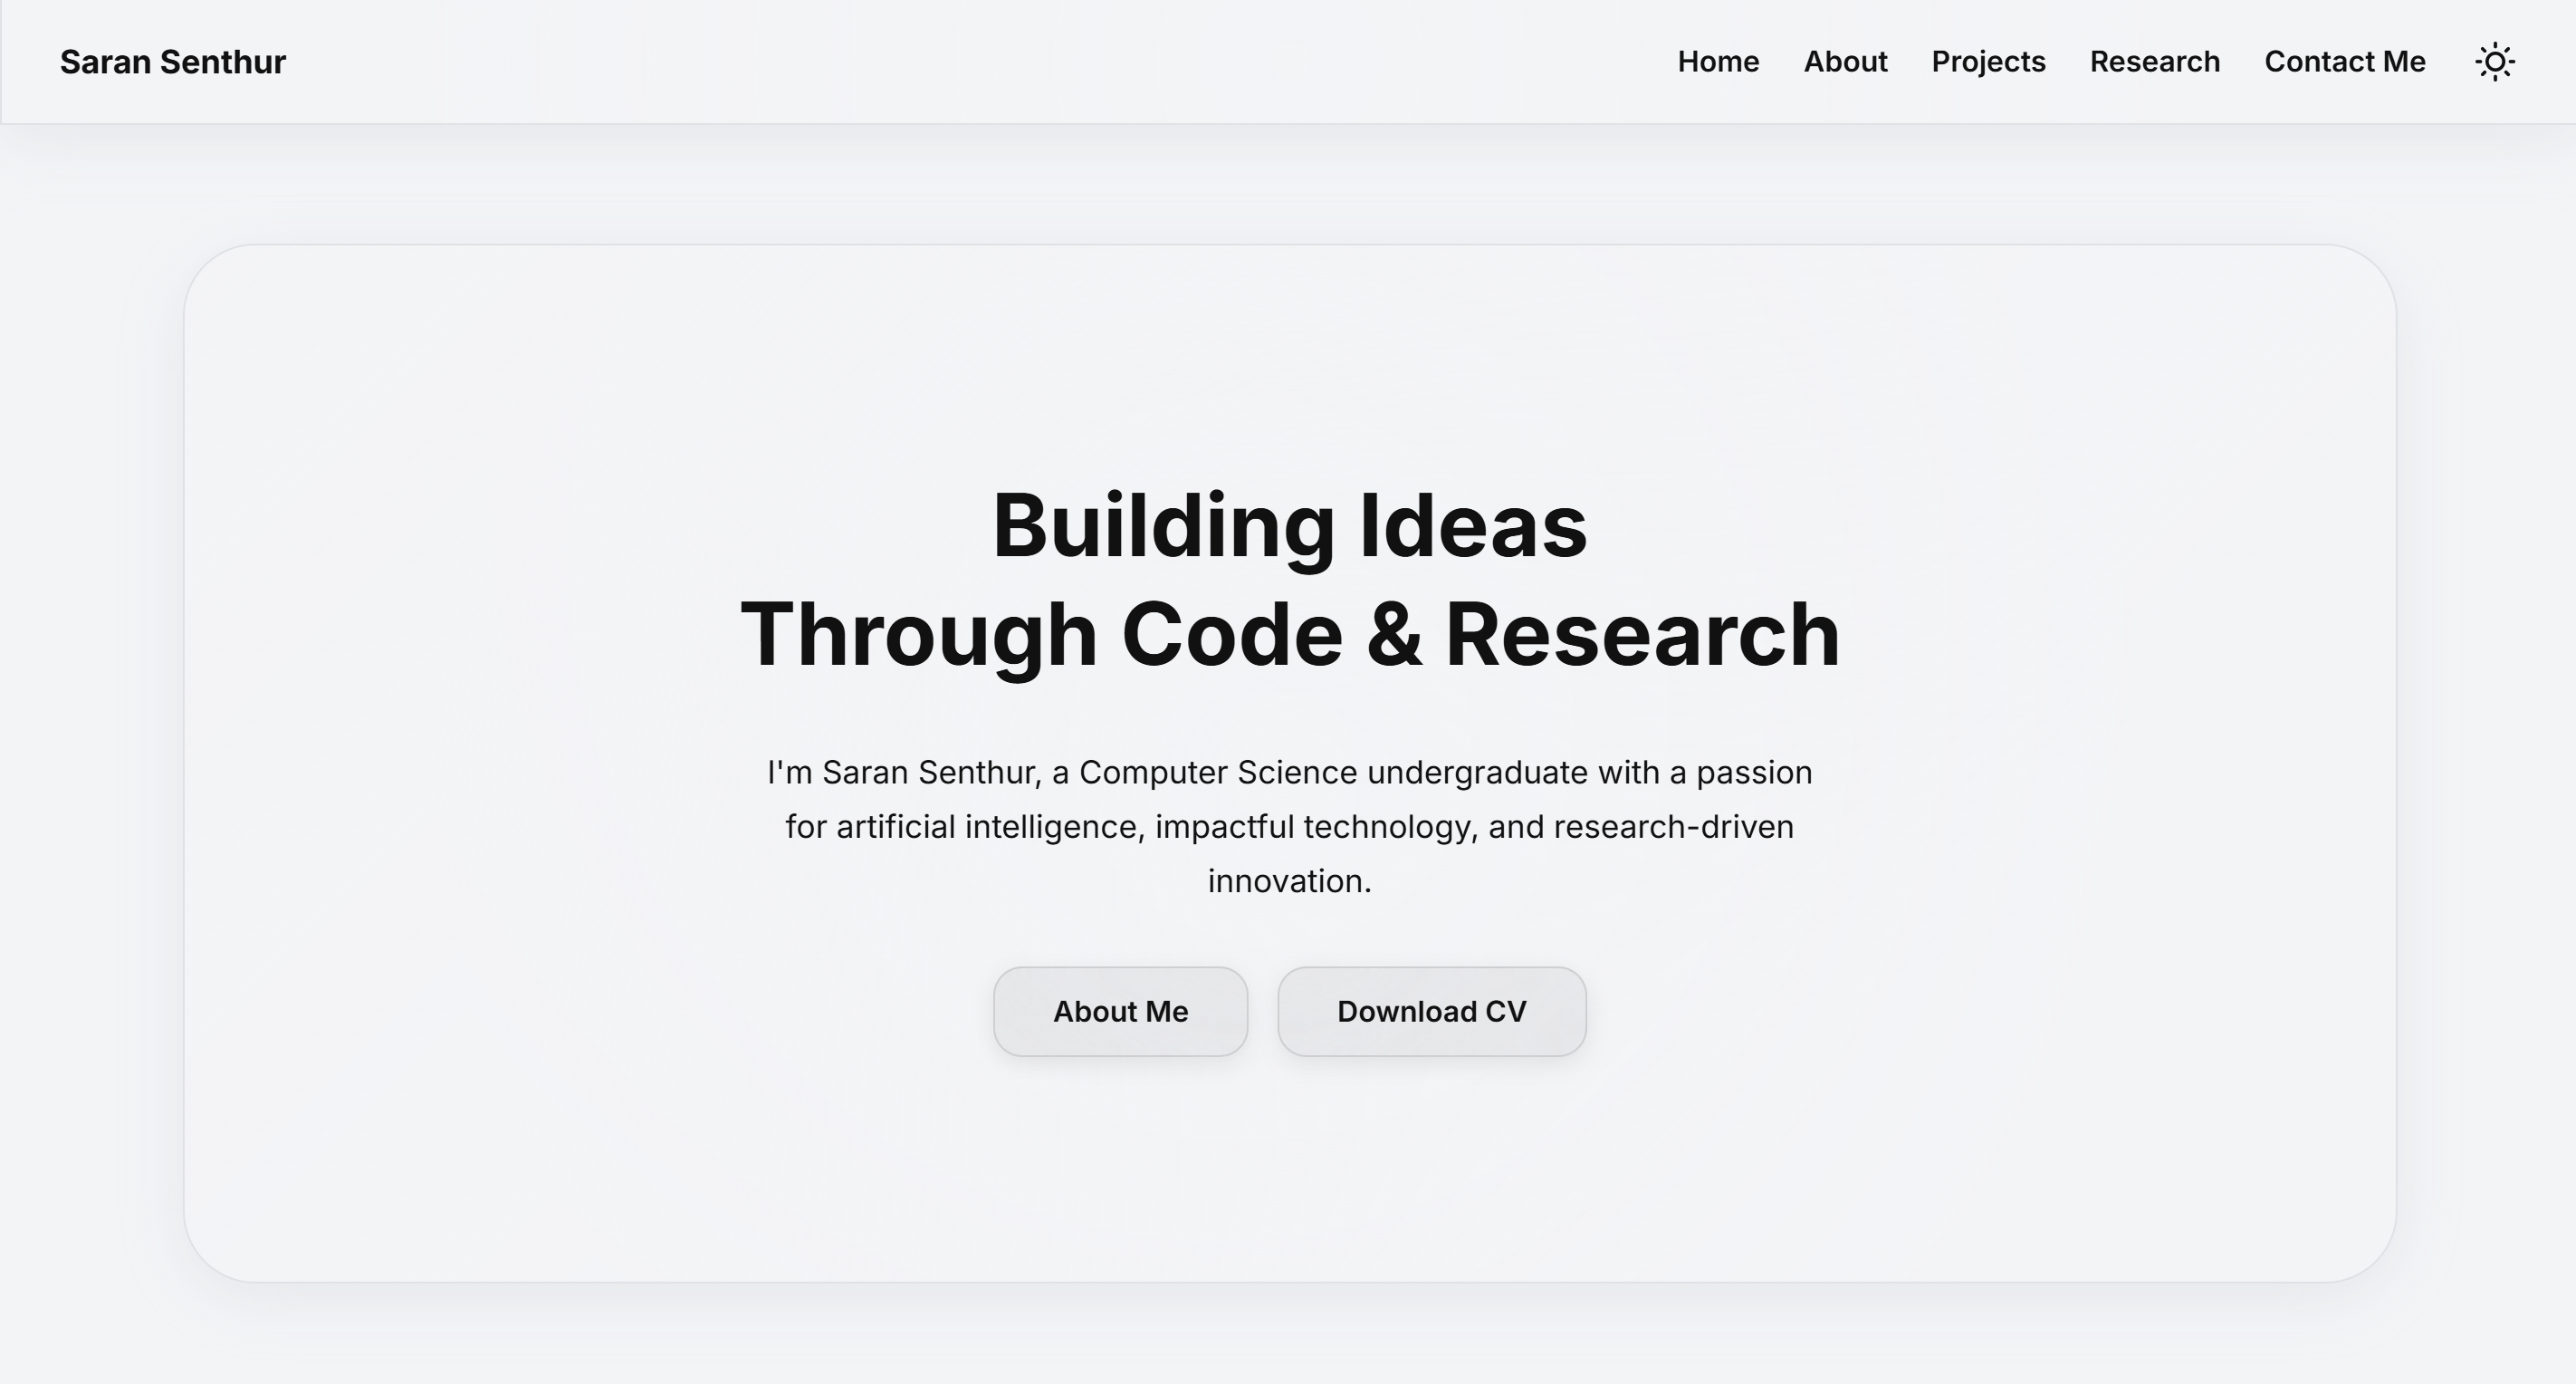 Saran Senthur
Home About Projects Research Contact Me
Building Ideas
Through Code & Research
I'm Saran Senthur, a Computer Science undergraduate with a passion
for artificial intelligence, impactful technology, and research-driven
innovation.
About Me Download CV